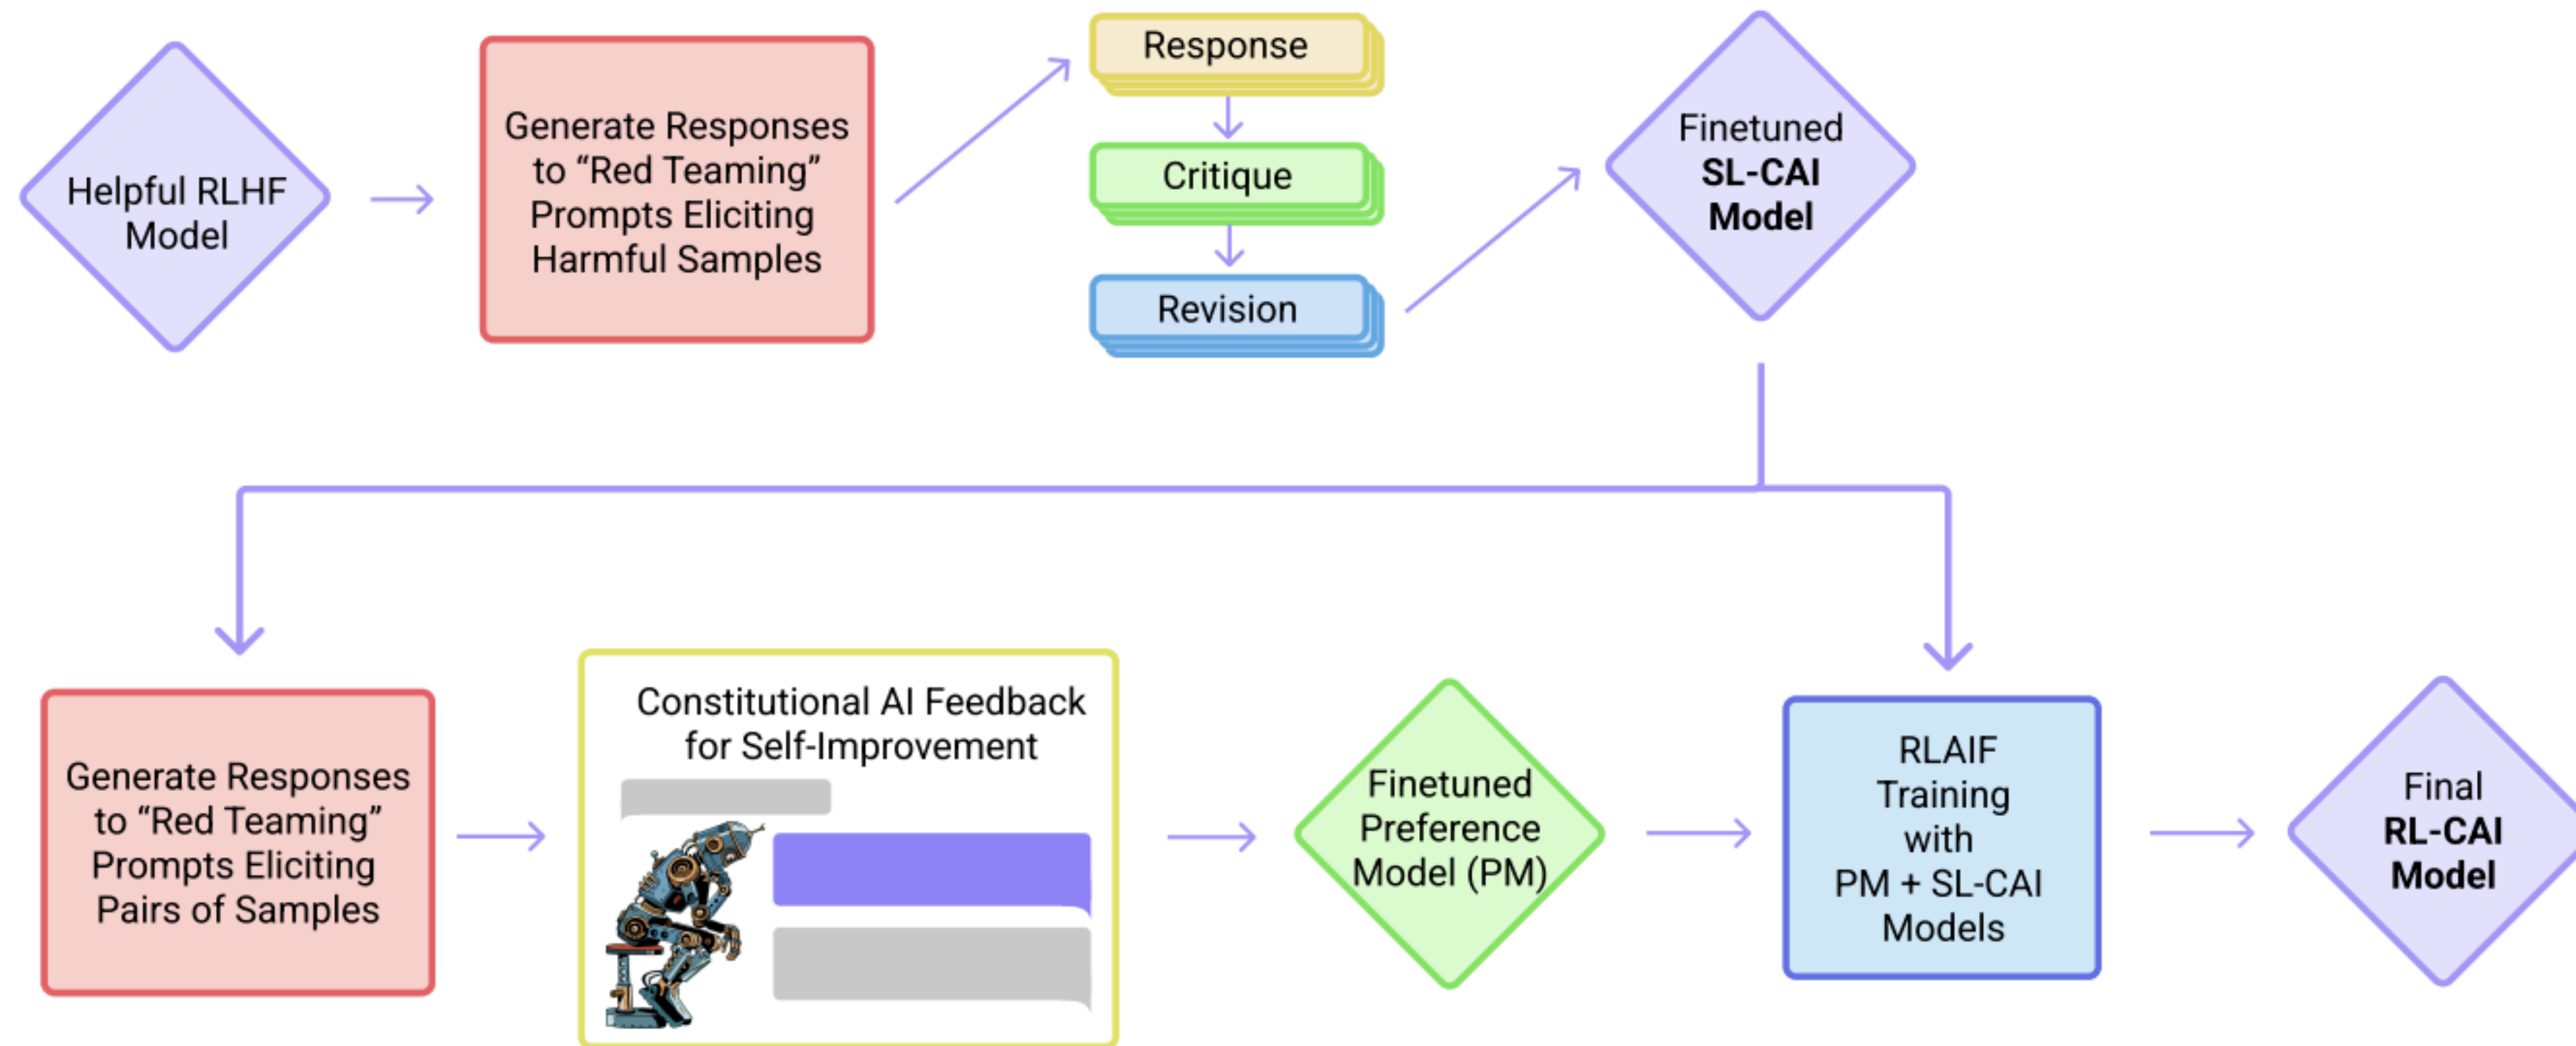 Helpful RLHF
Model
Generate Responses
to “Red Teaming”
Prompts Eliciting
Harmful Samples
Response
Critique
Revision
Finetuned
SL-CAI
Model
Generate Responses
to “Red Teaming”
Prompts Eliciting
Pairs of Samples
Constitutional AI Feedback
for Self-Improvement
Finetuned
Preference
Model (PM)
RLAIF
Training
with
PM + SL-CAI
Models
Final
RL-CAI
Model